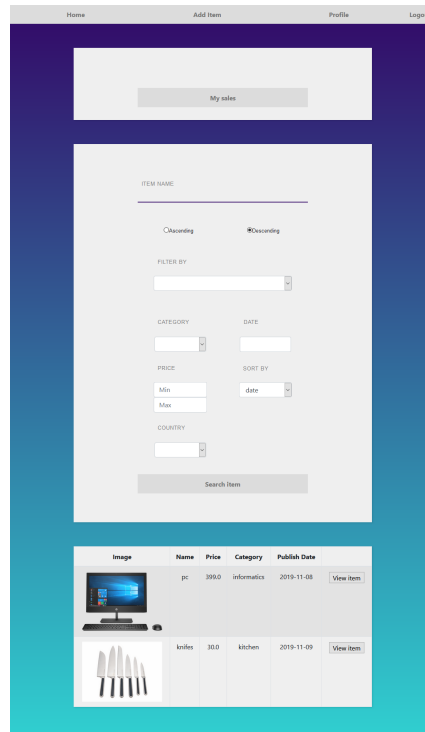 Home Add Item Profile Logo
My sales
ITEM NAME
Ascending Descending
FILTER BY
CATEGORY DATE
PRICE SORT BY
Min date
Max
COUNTRY
Search item
Image Name Price Category Publish Date
pc 399.0 informatics 2019-11-08 View item
knifes 30.0 kitchen 2019-11-09 View item